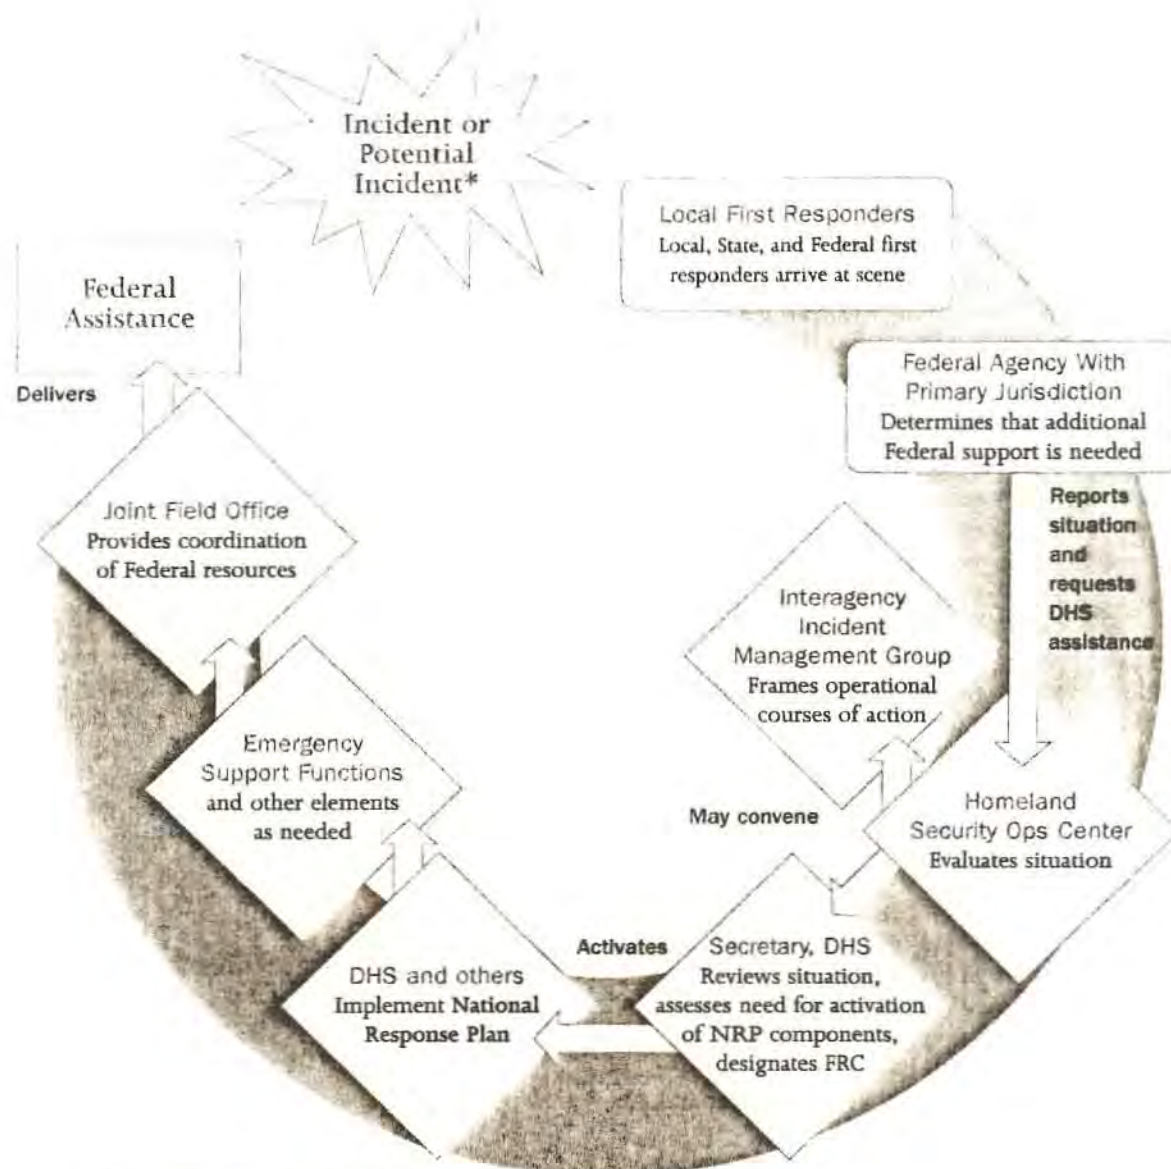 Incident or
Potential
Incident*
Local First Responders
Local, State, and Federal first
responders arrive at scene
Federal Agency With
Primary Jurisdiction
Determines that additional
Federal support is needed
Reports
situation
and
requests
DHS
assistance
Homeland
Security Ops Center
Evaluates situation
May convene
Interagency
Incident
Management Group
Frames operational
courses of action
Secretary, DHS
Reviews situation,
assesses need for activation
of NRP components,
designates FRC
Activates
DHS and others
Implement National
Response Plan
Emergency
Support Functions
and other elements
as needed
Joint Field Office
Provides coordination
of Federal resources
Delivers
Federal
Assistance